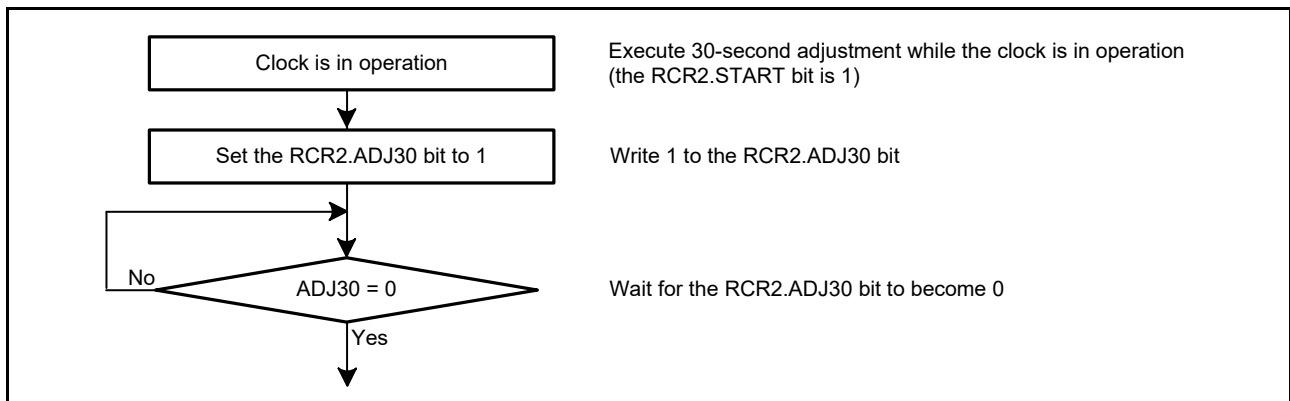 Clock is in operation
Execute 30-second adjustment while the clock is in operation
(the RCR2.START bit is 1)
Set the RCR2.ADJ30 bit to 1
Write 1 to the RCR2.ADJ30 bit
No
ADJ30 = 0
Wait for the RCR2.ADJ30 bit to become 0
Yes